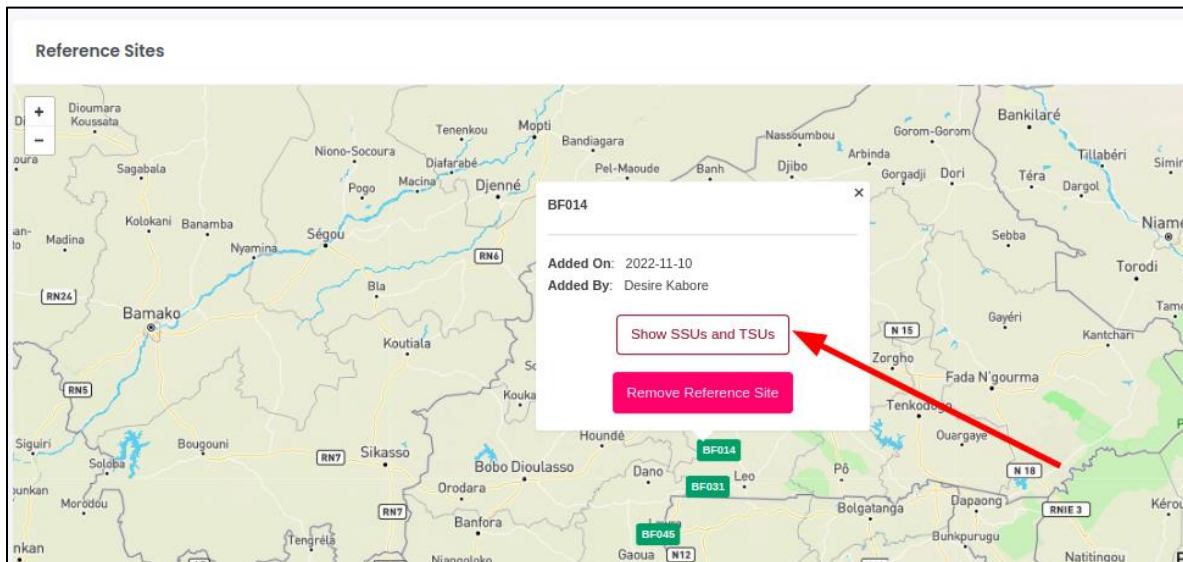 Reference Sites
+
−
Dioumara
Koussata
Sagabala
Niono-Socoura
Tenenkou
Mopti
Diafarabé
Bandiagara
Nassoumbou
Gorom-Gorom
Bankilaré
Pogo
Macina
Djenné
Pel-Maoude
Banh
Djibo
Arbinda
Gorgadji
Dori
Téra
Tillabéri
Dargol
Kolokani
Banamba
Ségou
Madina
Nyamina
RN6
Sebba
Torodi
RN24
Bla
Bamako
Koutiala
BF014
×
Added On: 2022-11-10
Added By: Desire Kabore
Show SSUs and TSUs
Remove Reference Site
N 15
Gayéri
Kantchari
Zorgho
Fada N'gourma
RN5
Ouargaye
Siguiri
Bougouni
RN7
Sikasso
Houndé
BF014
Soloba
Bobo Dioulasso
Dano
Leo
Pô
N 18
Orodara
BF031
Morodou
RN7
Bolgatanga
Dapaong
RNIE 3
Banfora
Tengréla
BF045
Bunkpurugu
Niangoloko
Gaoua
N12
Natitingou